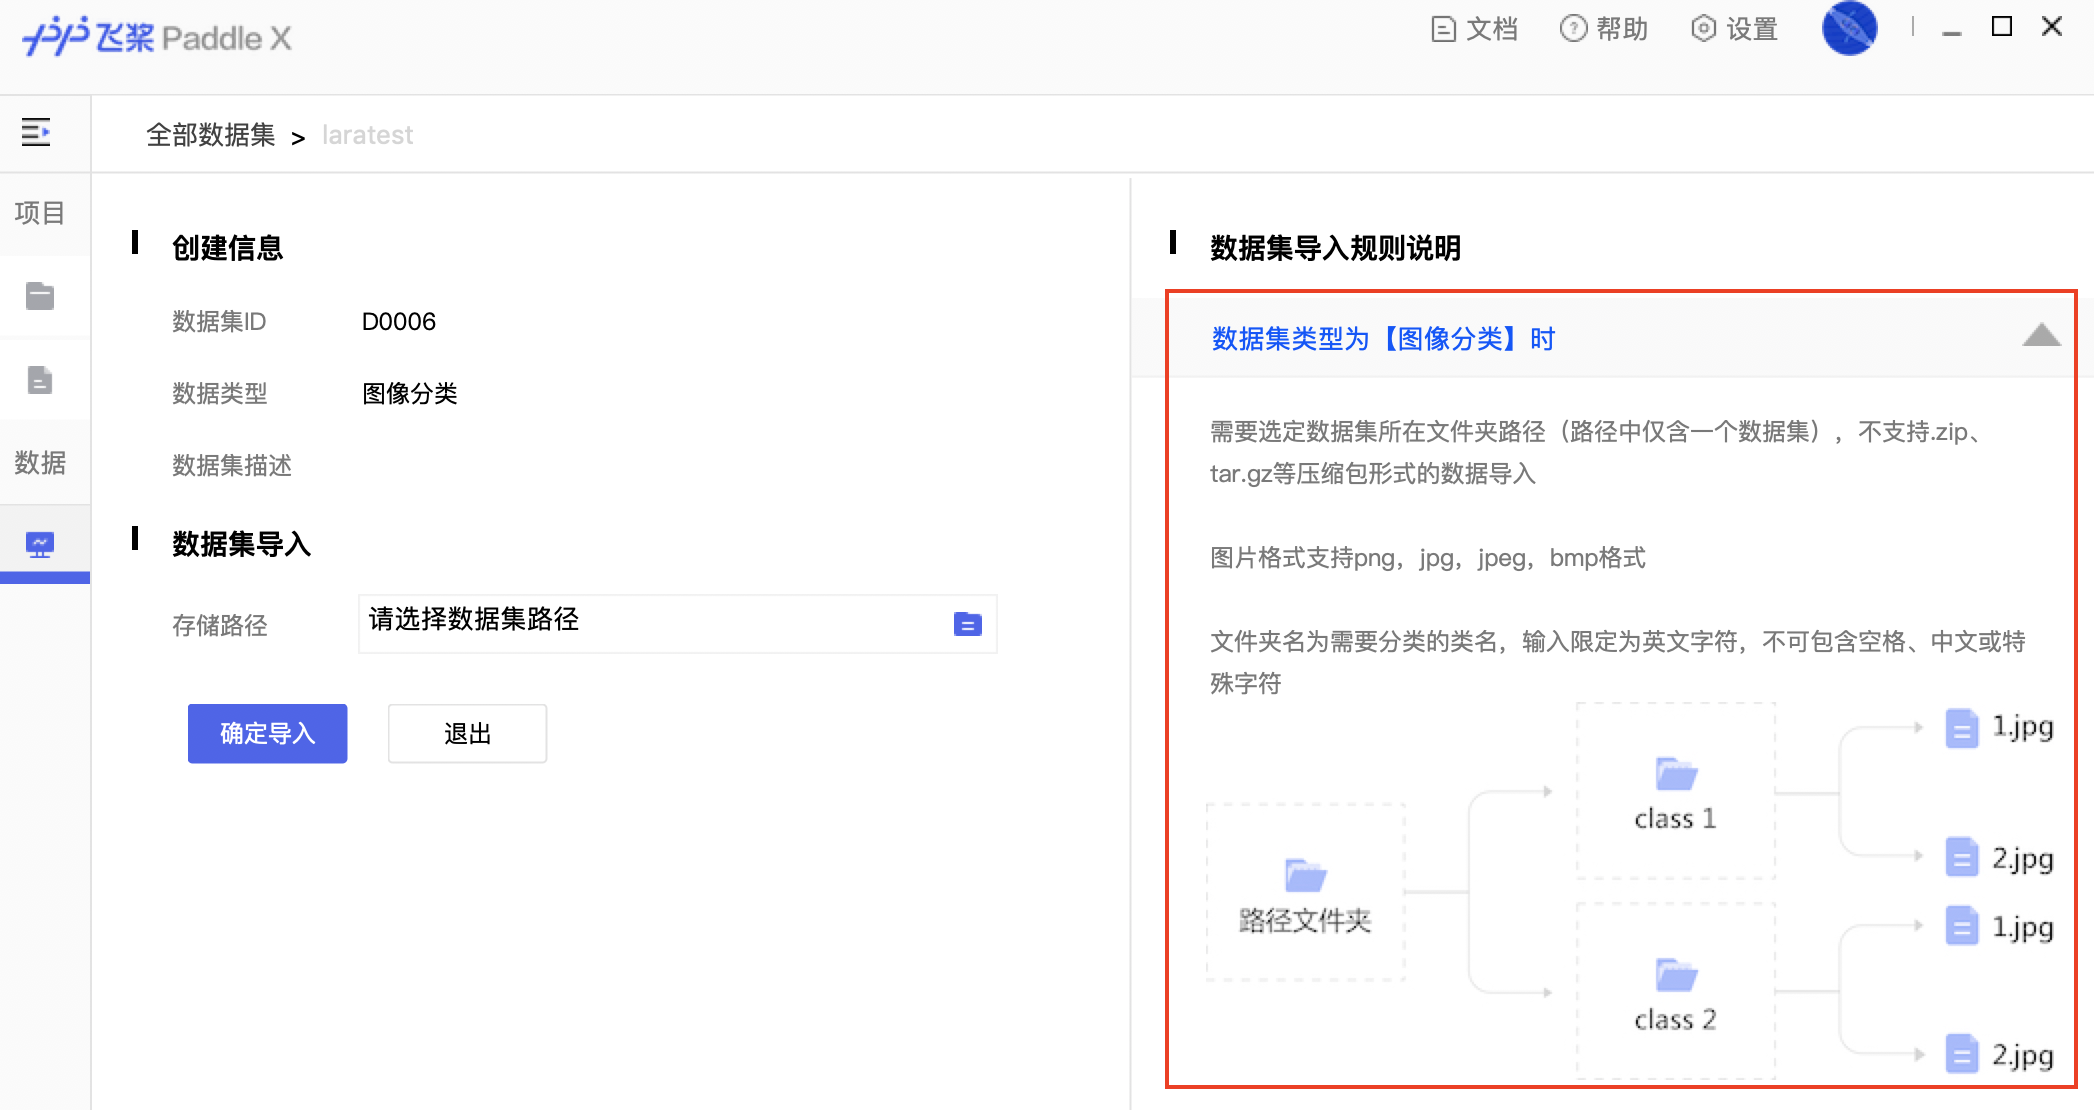 飞桨 Paddle X
文档 帮助 设置
全部数据集 > laratest
项目
数据
创建信息
数据集ID D0006
数据类型 图像分类
数据集描述
数据集导入
存储路径 请选择数据集路径
确定导入 退出
数据集导入规则说明
数据集类型为【图像分类】时
需要选定数据集所在文件夹路径（路径中仅含一个数据集），不支持.zip、
tar.gz等压缩包形式的数据导入
图片格式支持png，jpg，jpeg，bmp格式
文件夹名为需要分类的类名，输入限定为英文字符，不可包含空格、中文或特
殊字符
路径文件夹
class 1
1.jpg
2.jpg
class 2
1.jpg
2.jpg